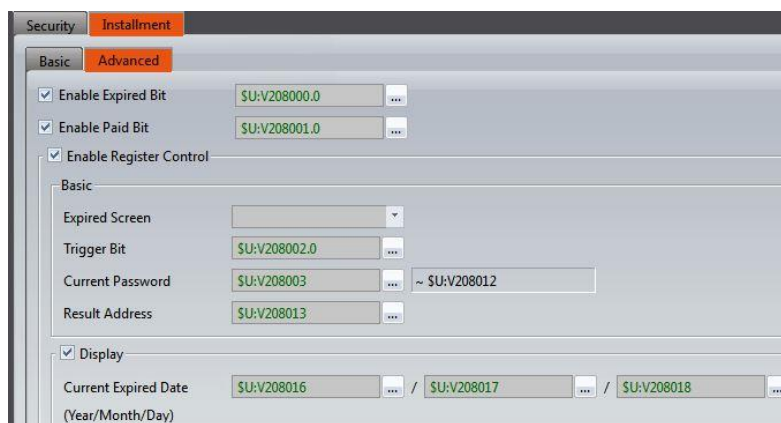 Security Installment
Basic Advanced
Enable Expired Bit $U:V208000.0 ...
Enable Paid Bit $U:V208001.0 ...
Enable Register Control
Basic
Expired Screen
Trigger Bit $U:V208002.0 ...
Current Password $U:V208003 ... ~ $U:V208012
Result Address $U:V208013 ...
Display
Current Expired Date $U:V208016 ... / $U:V208017 ... / $U:V208018 ...
(Year/Month/Day)